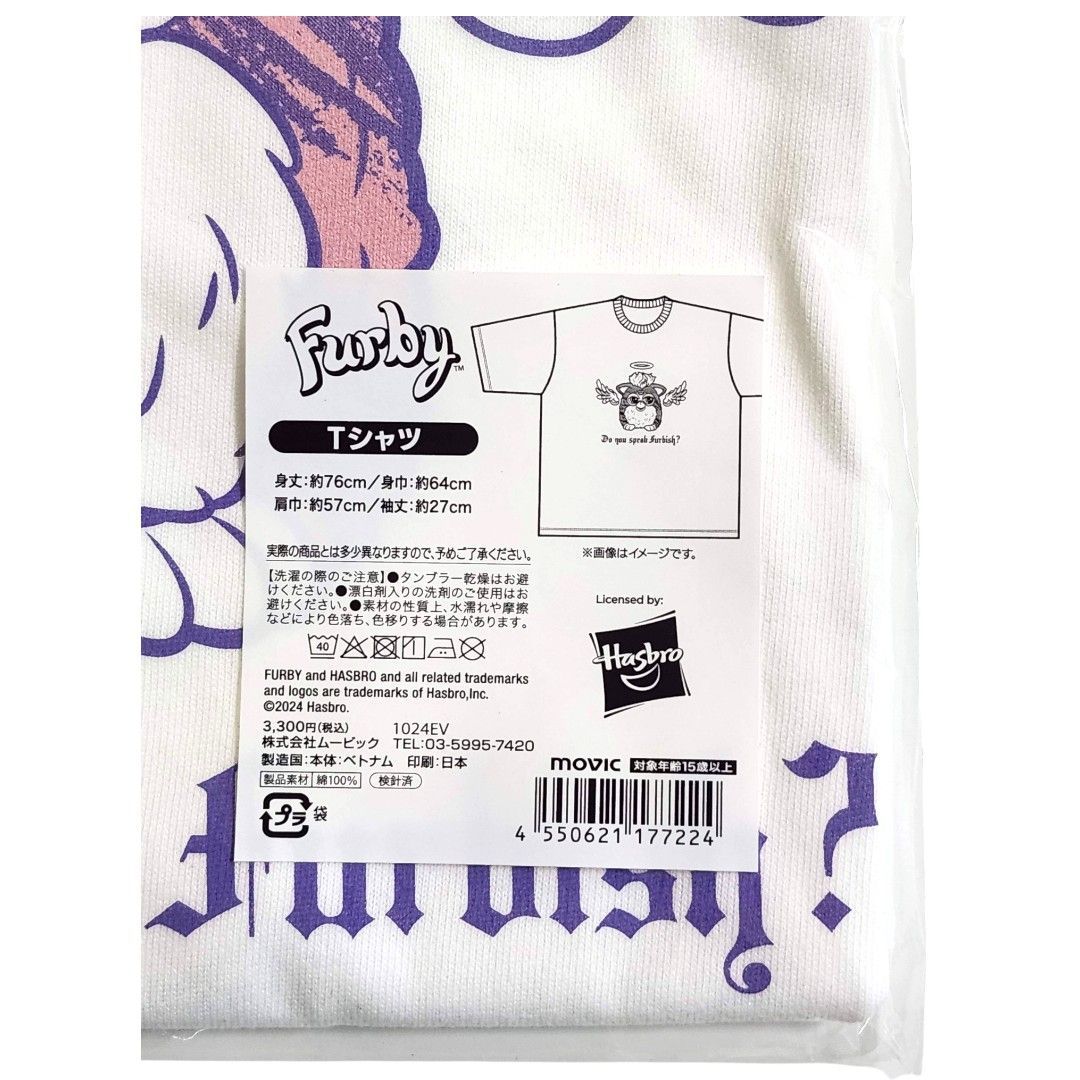 Furby™
Tシャツ
身丈:約76cm/身巾:約64cm
肩巾:約57cm/袖丈:約27cm
Do you speak Furbish?
※画像はイメージです。
実際の商品とは多少異なりますので、予めご了承ください。
【洗濯の際のご注意】●タンブラー乾燥はお避
けください。●漂白剤入りの洗剤のご使用はお
避けください。●素材の性質上、水濡れや摩擦
などにより色落ち、色移りする場合があります。
40
FURBY and HASBRO and all related trademarks
and logos are trademarks of Hasbro,Inc.
©2024 Hasbro.
3,300円(税込) 1024EV
株式会社ムービック TEL:03-5995-7420
製造国:本体:ベトナム 印刷:日本
製品素材 綿100% 検針済
プラ 袋
Licensed by:
Hasbro
movic 対象年齢15歳以上
4 550621 177224
Furbish?